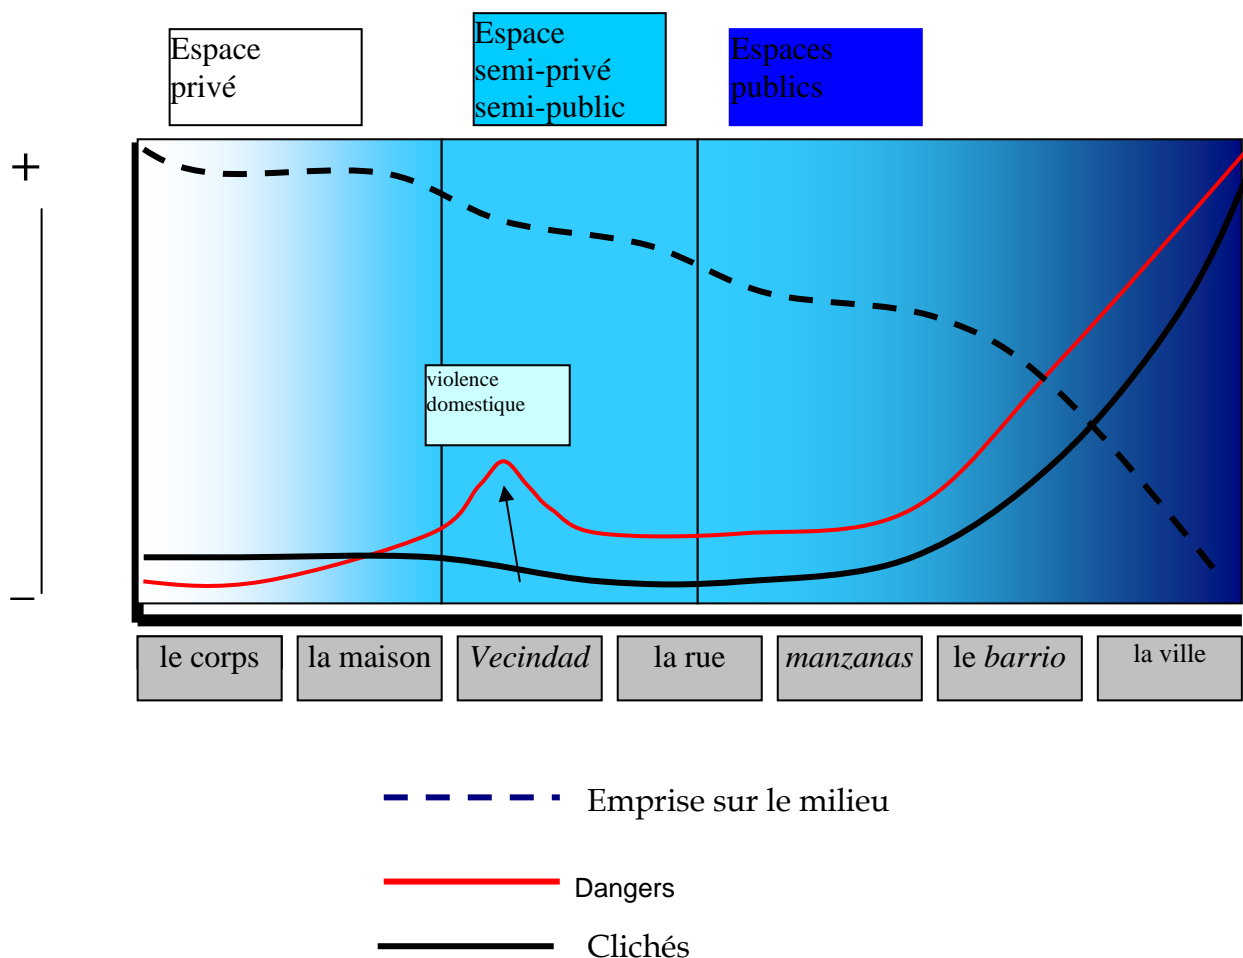 Espace
privé
Espace
semi-privé
semi-public
Espaces
publics
+
violence
domestique
–
le corps
la maison
Vecindad
la rue
manzanas
le barrio
la ville
Emprise sur le milieu
Dangers
Clichés